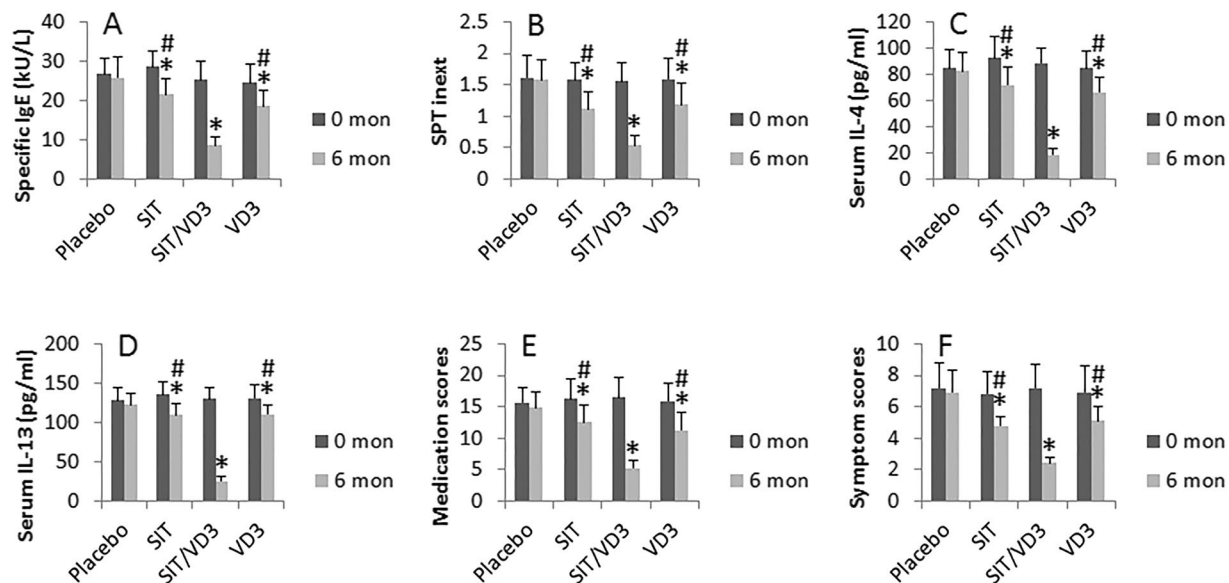 A
Specific IgE (kU/L)
40
30
20
10
0
# * * # *
0 mon
6 mon
Placebo SIT SIT/VD3 VD3
B
SPT inext
2.5
2
1.5
1
0.5
0
# * * # *
0 mon
6 mon
Placebo SIT SIT/VD3 VD3
C
Serum IL-4 (pg/ml)
120
100
80
60
40
20
0
# * * # *
0 mon
6 mon
Placebo SIT SIT/VD3 VD3
D
Serum IL-13 (pg/ml)
200
150
100
50
0
# * * # *
0 mon
6 mon
Placebo SIT SIT/VD3 VD3
E
Medication scores
25
20
15
10
5
0
# * * # *
0 mon
6 mon
Placebo SIT SIT/VD3 VD3
F
Symptom scores
10
8
6
4
2
0
# * * # *
0 mon
6 mon
Placebo SIT SIT/VD3 VD3